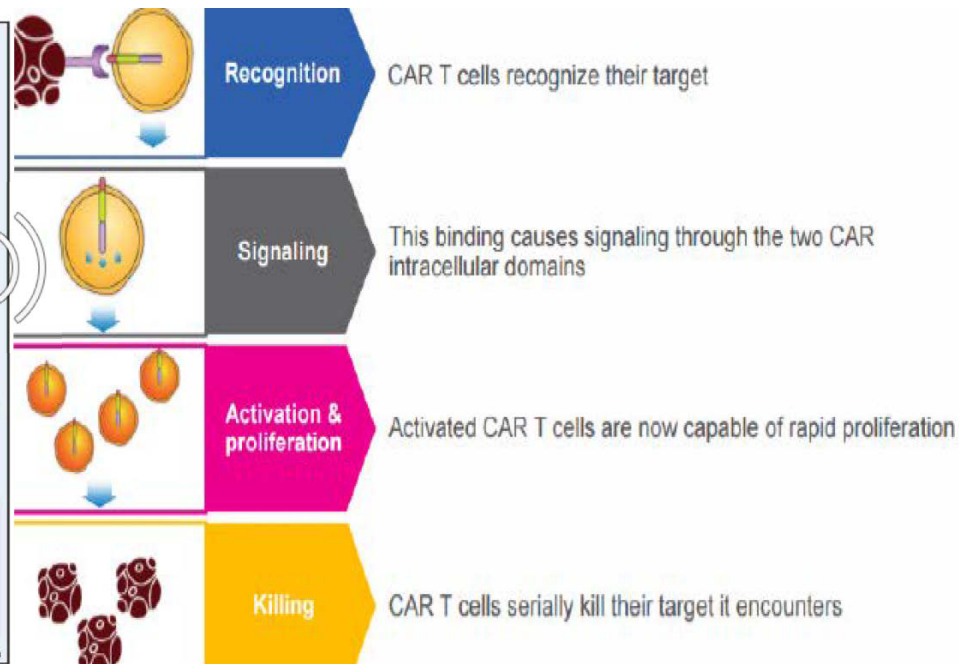 Recognition
CAR T cells recognize their target
Signaling
This binding causes signaling through the two CAR
intracellular domains
Activation &
proliferation
Activated CAR T cells are now capable of rapid proliferation
Killing
CAR T cells serially kill their target it encounters